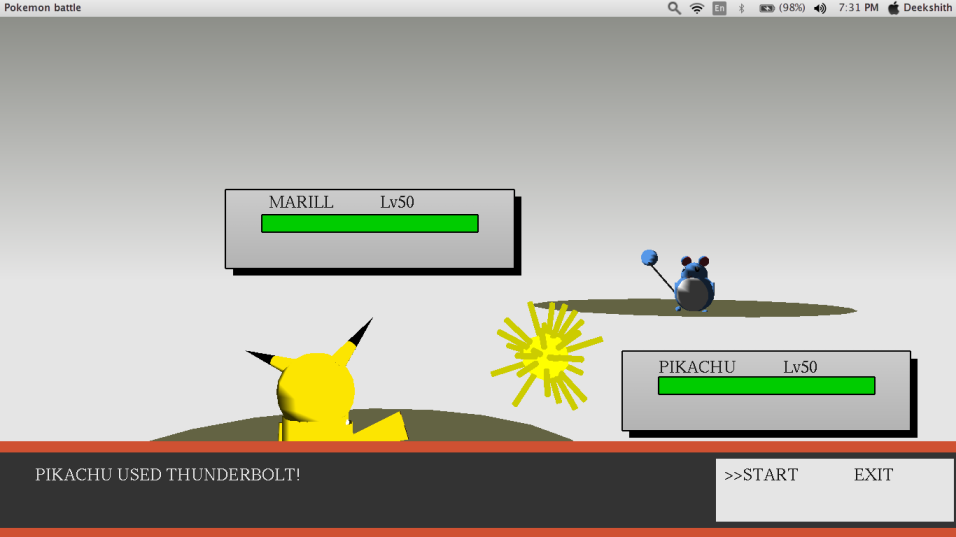 Pokemon battle
En (98%) 7:31 PM Deekshith
MARILL Lv50
PIKACHU Lv50
PIKACHU USED THUNDERBOLT!
>>START EXIT